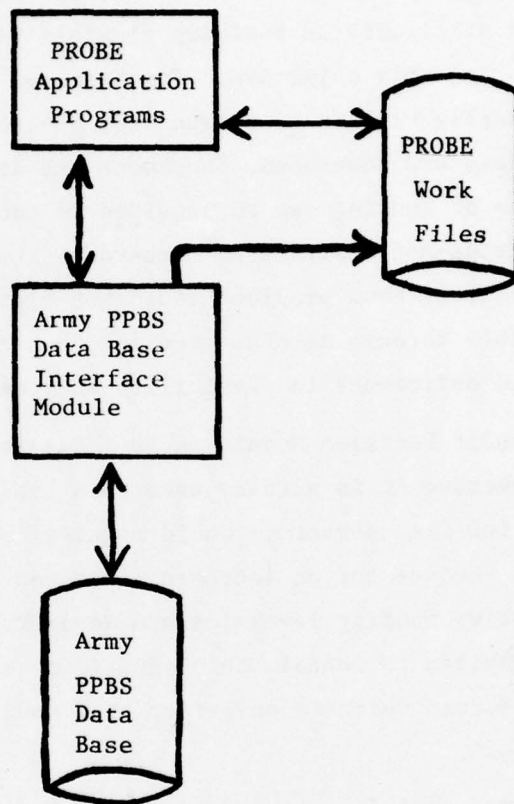 PROBE
Application
Programs
PROBE
Work
Files
Army PPBS
Data Base
Interface
Module
Army
PPBS
Data
Base